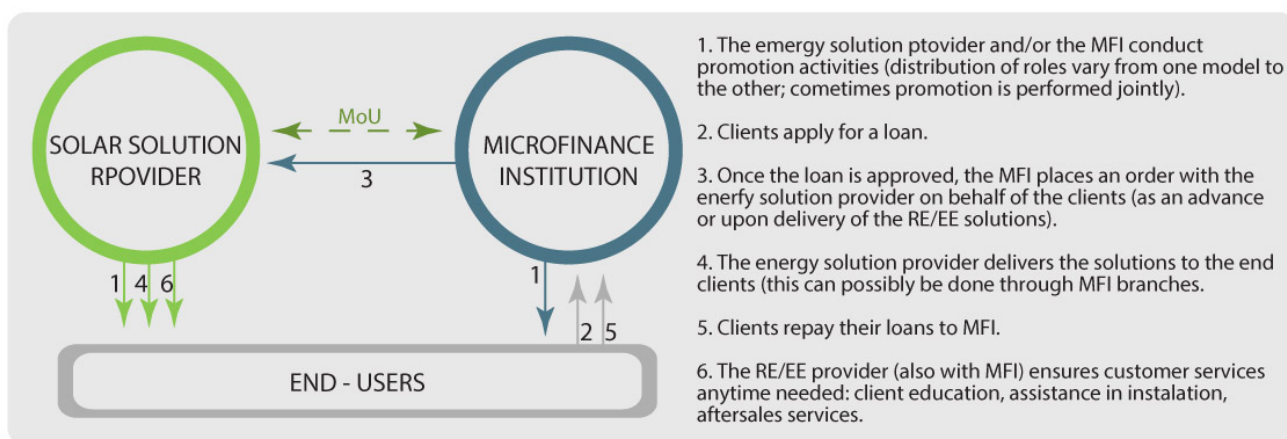 SOLAR SOLUTION
RPOVIDER
MoU
3
MICROFINANCE
INSTITUTION
1 4 6
1
2 5
END - USERS
1. The emergy solution ptovider and/or the MFI conduct
promotion activities (distribution of roles vary from one model to
the other; sometimes promotion is performed jointly).
2. Clients apply for a loan.
3. Once the loan is approved, the MFI places an order with the
enerfy solution provider on behalf of the clients (as an advance
or upon delivery of the RE/EE solutions).
4. The energy solution provider delivers the solutions to the end
clients (this can possibly be done through MFI branches.
5. Clients repay their loans to MFI.
6. The RE/EE provider (also with MFI) ensures customer services
anytime needed: client education, assistance in instalation,
aftersales services.